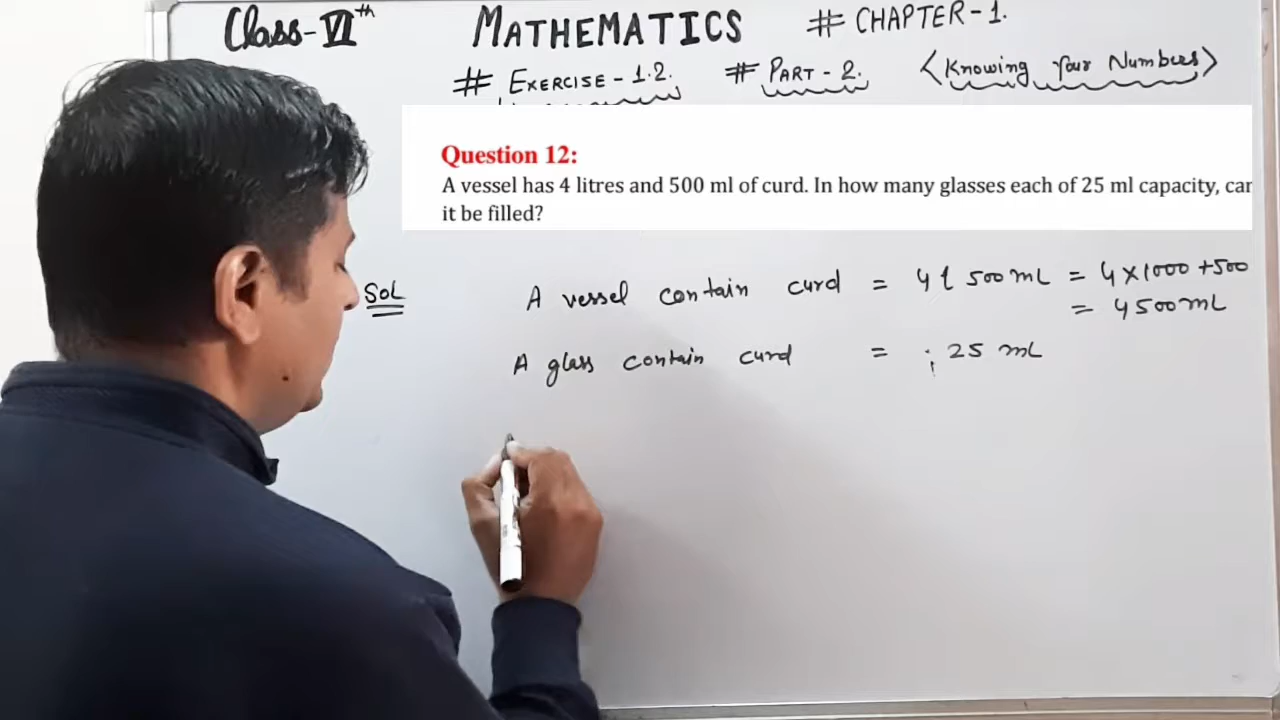 Class-VIth MATHEMATICS # CHAPTER-1.
# EXERCISE-1.2. # PART-2. <Knowing Your Numbers>
Question 12:
A vessel has 4 litres and 500 ml of curd. In how many glasses each of 25 ml capacity, can
it be filled?
Sol A vessel contain curd = 4 l 500 mL = 4×1000+500
= 4500mL
A glass contain curd = 25 mL